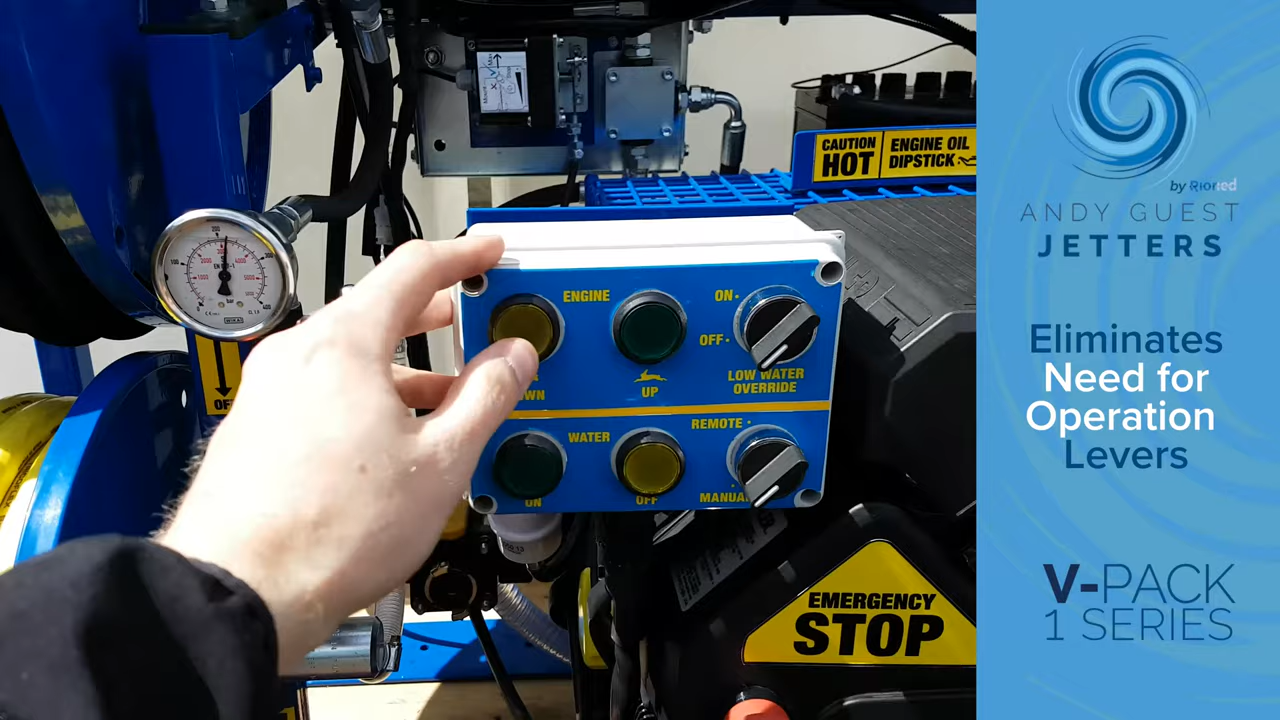 CAUTION
HOT
ENGINE OIL
DIPSTICK
ENGINE
ON
OFF
UP
LOW WATER
OVERRIDE
WATER
REMOTE
ON
OFF
EMERGENCY
STOP
bar
by Rioned
ANDY GUEST
JETTERS
Eliminates
Need for
Operation
Levers
V-PACK
1 SERIES